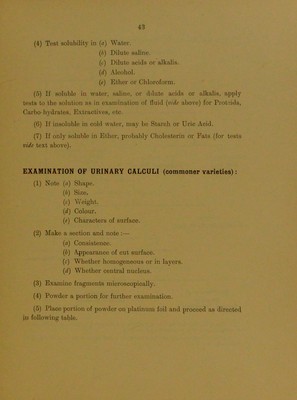 43
(4) Test solubility in (a) Water.
(b) Dilute saline.
(c) Dilute acids or alkalis.
(d) Alcohol.
(e) Ether or Chloroform.
(5) If soluble in water, saline, or dilute acids or alkalis, apply
tests to the solution as in examination of fluid (vide above) for Proteids,
Carbo-hydrates, Extractives, etc.
(6) If insoluble in cold water, may be Starch or Uric Acid.
(7) If only soluble in Ether, probably Cholesterin or Fats (for tests
vide text above).
EXAMINATION OF URINARY CALCULI (commoner varieties):
(1) Note (a) Shape.
(b) Size,
(c) Weight.
(d) Colour,
(e) Characters of surface.
(2) Make a section and note :—
(a) Consistence.
(b) Appearance of cut surface.
(c) Whether homogeneous or in layers.
(d) Whether central nucleus.
(3) Examine fragments microscopically.
(4) Powder a portion for further examination.
(5) Place portion of powder on platinum foil and proceed as directed
in following table.